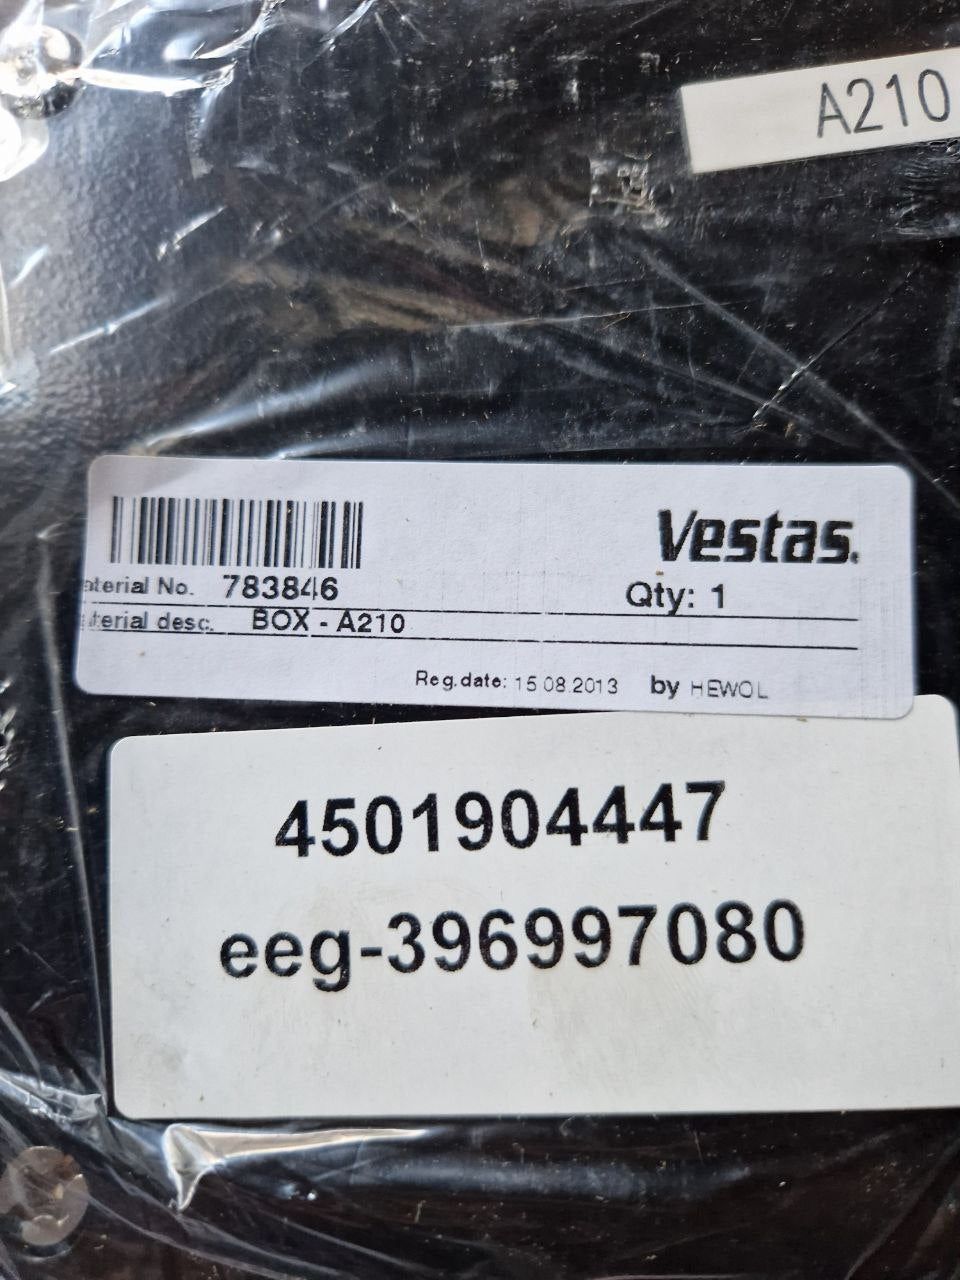 A210
Vestas.
aterial No. 783846 Qty: 1
terial desc. BOX - A210
Reg.date: 15.08.2013 by HEWOL
4501904447
eeg-396997080